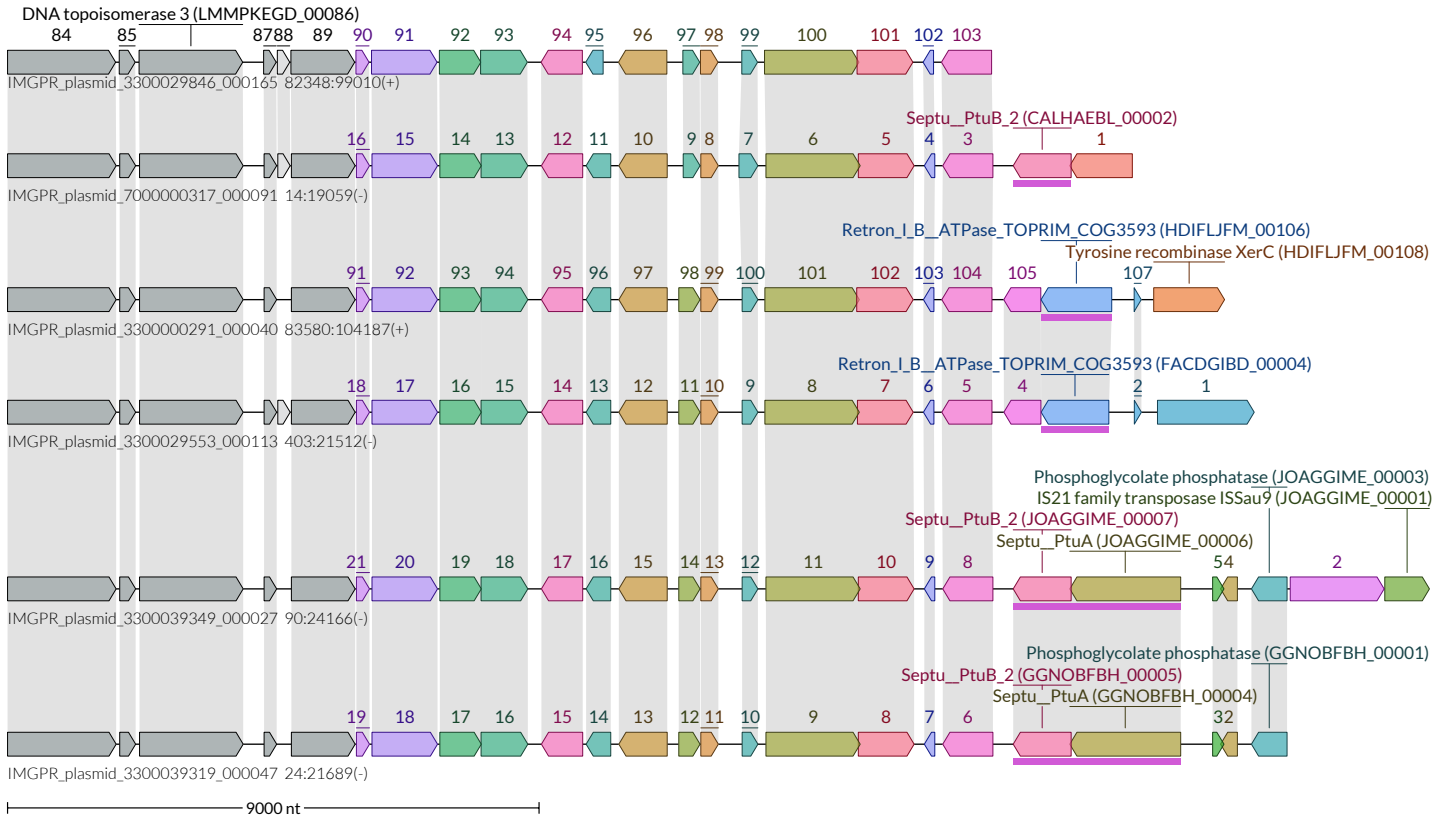 DNA topoisomerase 3 (LMMPKEGD_00086)
84 85 87 88 89 90 91 92 93 94 95 96 97 98 99 100 101 102 103
IMGPR_plasmid_3300029846_000165 82348:99010(+)
Septu__PtuB_2 (CALHAEBL_00002)
16 15 14 13 12 11 10 9 8 7 6 5 4 3 1
IMGPR_plasmid_7000000317_000091 14:19059(-)
Retron_I_B__ATPase_TOPRIM_COG3593 (HDIFLJFM_00106)
Tyrosine recombinase XerC (HDIFLJFM_00108)
91 92 93 94 95 96 97 98 99 100 101 102 103 104 105 107
IMGPR_plasmid_3300000291_000040 83580:104187(+)
Retron_I_B__ATPase_TOPRIM_COG3593 (FACDGIBD_00004)
18 17 16 15 14 13 12 11 10 9 8 7 6 5 4 2 1
IMGPR_plasmid_3300029553_000113 403:21512(-)
Phosphoglycolate phosphatase (JOAGGIME_00003)
IS21 family transposase ISSau9 (JOAGGIME_00001)
Septu__PtuB_2 (JOAGGIME_00007)
Septu__PtuA (JOAGGIME_00006)
21 20 19 18 17 16 15 14 13 12 11 10 9 8 5 4 2
IMGPR_plasmid_3300039349_000027 90:24166(-)
Phosphoglycolate phosphatase (GGNOBFBH_00001)
Septu__PtuB_2 (GGNOBFBH_00005)
Septu__PtuA (GGNOBFBH_00004)
19 18 17 16 15 14 13 12 11 10 9 8 7 6 3 2
IMGPR_plasmid_3300039319_000047 24:21689(-)
9000 nt